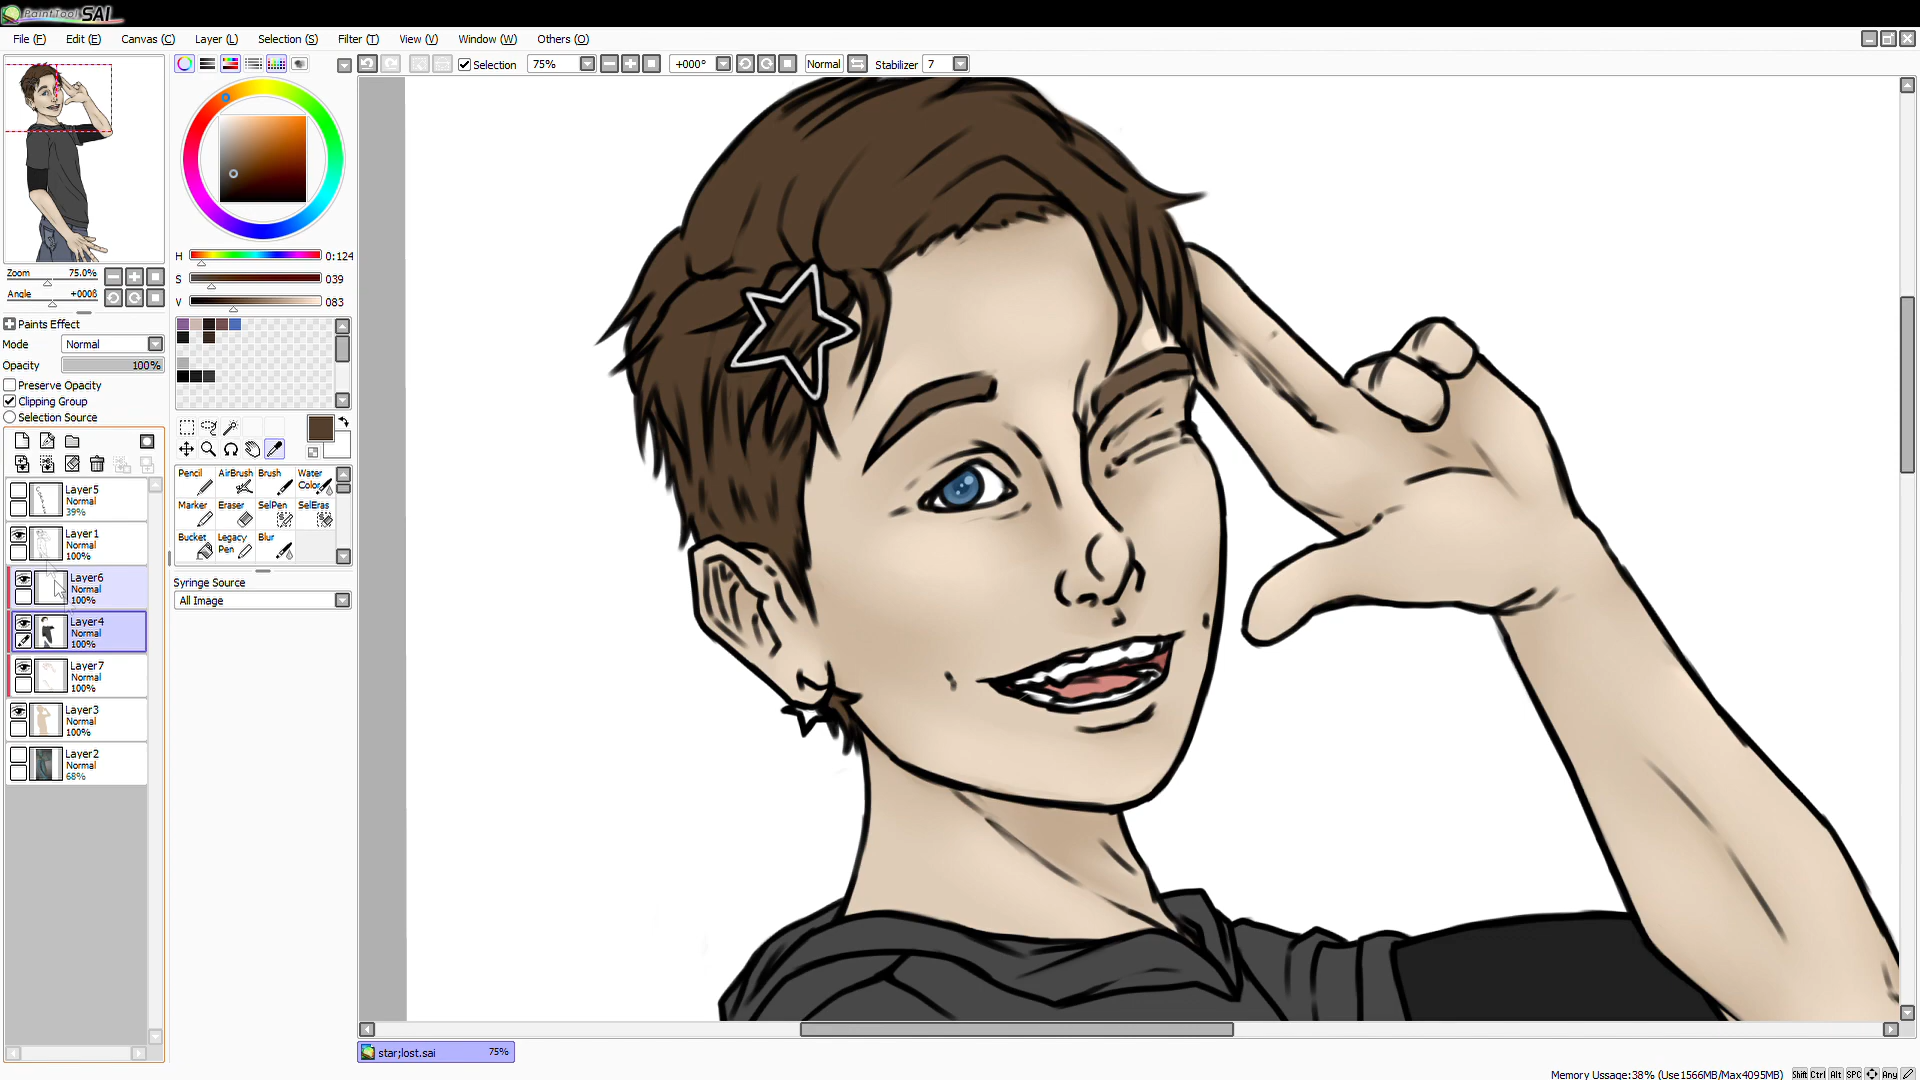 PaintTool SAI
File (F) Edit (E) Canvas (C) Layer (L) Selection (S) Filter (T) View (V) Window (W) Others (O)
Selection 75% +000° Normal Stabilizer 7
Zoom 75.0%
Angle +000ß
Paints Effect
Mode Normal
Opacity 100%
Preserve Opacity
Clipping Group
Selection Source
Layer5
Normal
39%
Layer1
Normal
100%
Layer6
Normal
100%
Layer4
Normal
100%
Layer7
Normal
100%
Layer3
Normal
100%
Layer2
Normal
68%
H 0:124
S 039
V 083
Pencil AirBrush Brush Water Color
Marker Eraser SelPen SelEras
Bucket Legacy Pen Blur
Syringe Source
All Image
star;lost.sai 75%
Memory Ussage:38% (Use1566MB/Max4095MB) Shift Ctrl Alt SPC Any